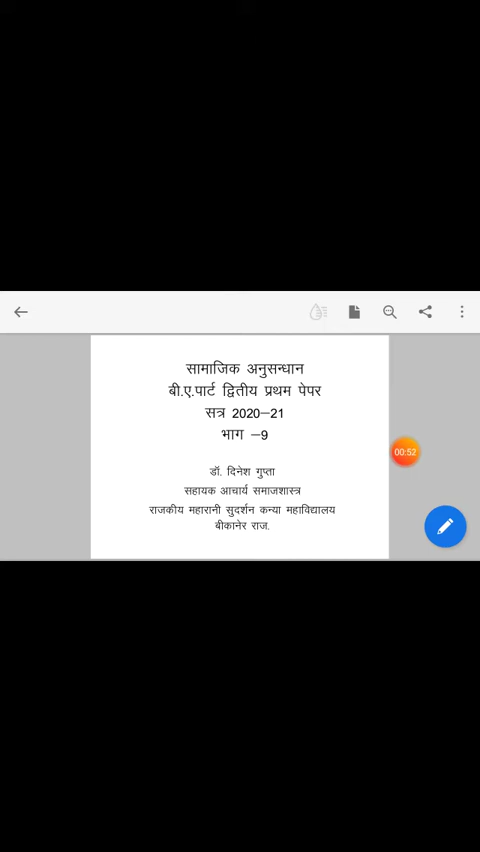 सामाजिक अनुसन्धान
बी.ए.पार्ट द्वितीय प्रथम पेपर
सत्र 2020–21
भाग –9
00:52
डॉ. दिनेश गुप्ता
सहायक आचार्य समाजशास्त्र
राजकीय महारानी सुदर्शन कन्या महाविद्यालय
बीकानेर राज.